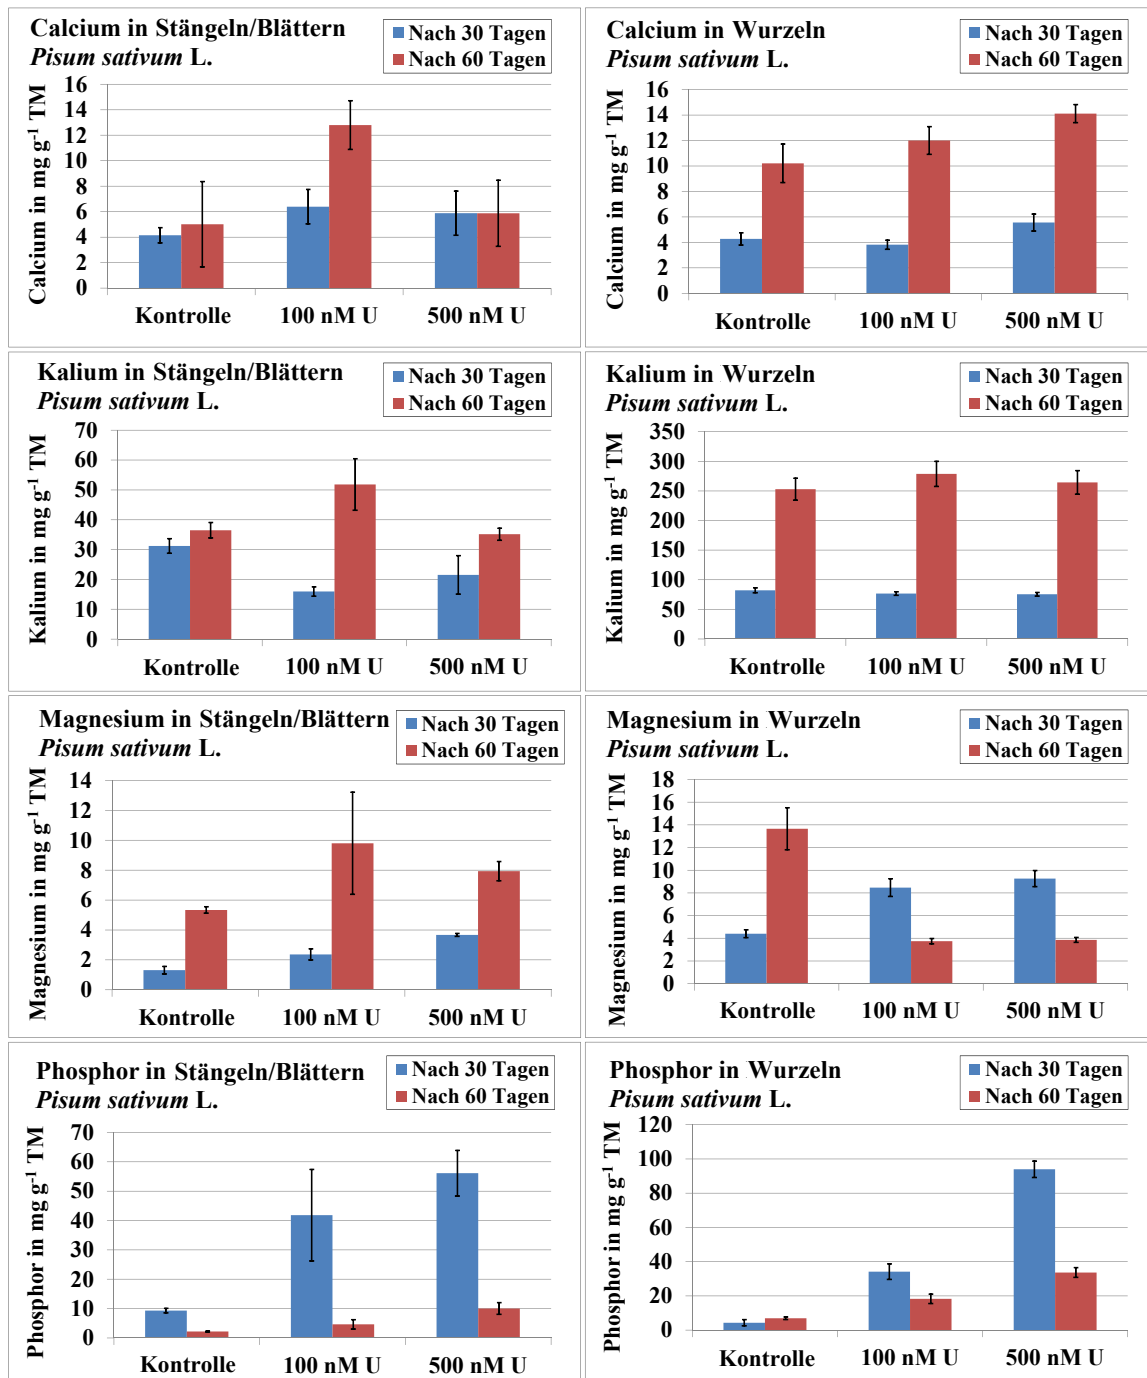 Calcium in Stängeln/Blättern
Pisum sativum L.
Nach 30 Tagen
Nach 60 Tagen
Calcium in mg g⁻¹ TM
16
14
12
10
8
6
4
2
0
Kontrolle 100 nM U 500 nM U
Calcium in Wurzeln
Pisum sativum L.
Nach 30 Tagen
Nach 60 Tagen
Calcium in mg g⁻¹ TM
16
14
12
10
8
6
4
2
0
Kontrolle 100 nM U 500 nM U
Kalium in Stängeln/Blättern
Pisum sativum L.
Nach 30 Tagen
Nach 60 Tagen
Kalium in mg g⁻¹ TM
70
60
50
40
30
20
10
0
Kontrolle 100 nM U 500 nM U
Kalium in Wurzeln
Pisum sativum L.
Nach 30 Tagen
Nach 60 Tagen
Kalium in mg g⁻¹ TM
350
300
250
200
150
100
50
0
Kontrolle 100 nM U 500 nM U
Magnesium in Stängeln/Blättern
Pisum sativum L.
Nach 30 Tagen
Nach 60 Tagen
Magnesium in mg g⁻¹ TM
14
12
10
8
6
4
2
0
Kontrolle 100 nM U 500 nM U
Magnesium in Wurzeln
Pisum sativum L.
Nach 30 Tagen
Nach 60 Tagen
Magnesium in mg g⁻¹ TM
18
16
14
12
10
8
6
4
2
0
Kontrolle 100 nM U 500 nM U
Phosphor in Stängeln/Blättern
Pisum sativum L.
Nach 30 Tagen
Nach 60 Tagen
Phosphor in mg g⁻¹ TM
70
60
50
40
30
20
10
0
Kontrolle 100 nM U 500 nM U
Phosphor in Wurzeln
Pisum sativum L.
Nach 30 Tagen
Nach 60 Tagen
Phosphor in mg g⁻¹ TM
120
100
80
60
40
20
0
Kontrolle 100 nM U 500 nM U